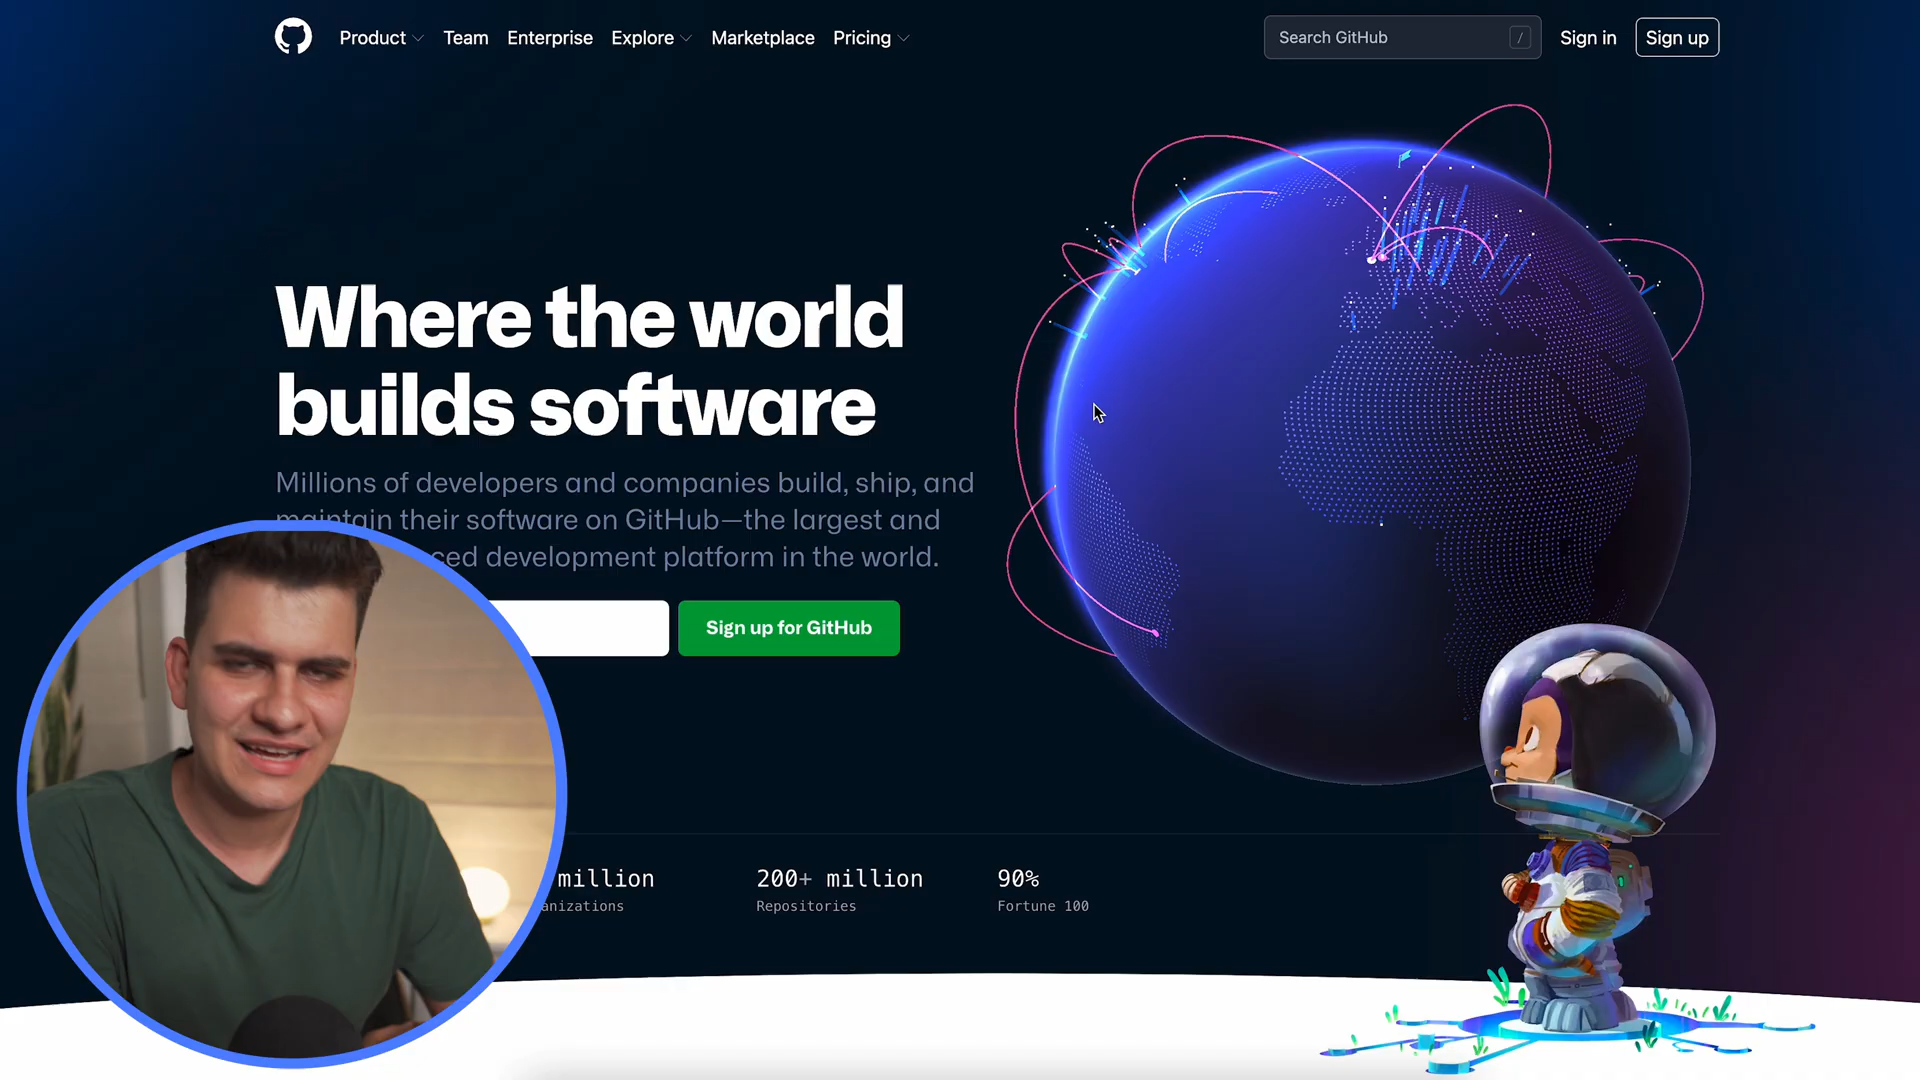 Product
Team
Enterprise
Explore
Marketplace
Pricing
Search GitHub
/
Sign in
Sign up
Where the world
builds software
Millions of developers and companies build, ship, and
maintain their software on GitHub—the largest and
development platform in the world.
Sign up for GitHub
million
200+ million
Repositories
90%
Fortune 100